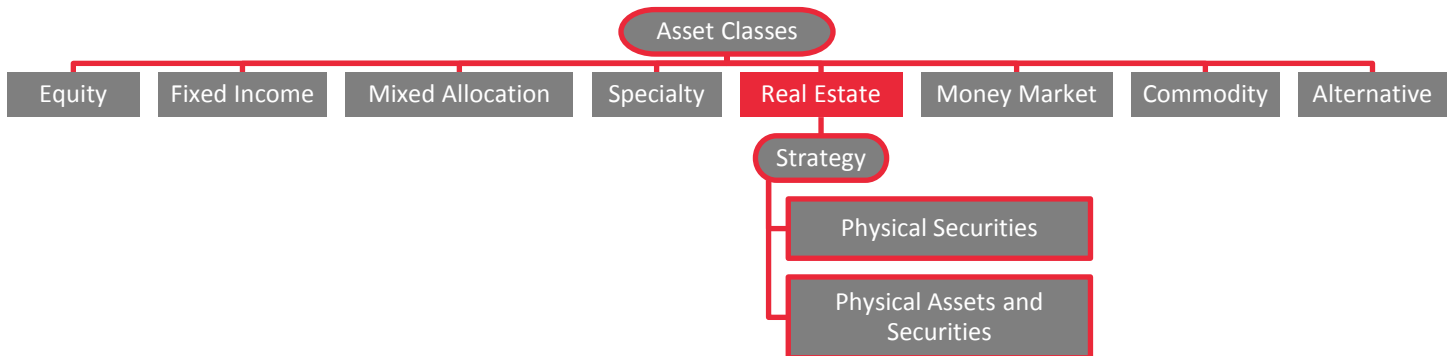 Asset Classes
Equity
Fixed Income
Mixed Allocation
Specialty
Real Estate
Money Market
Commodity
Alternative
Strategy
Physical Securities
Physical Assets and
Securities